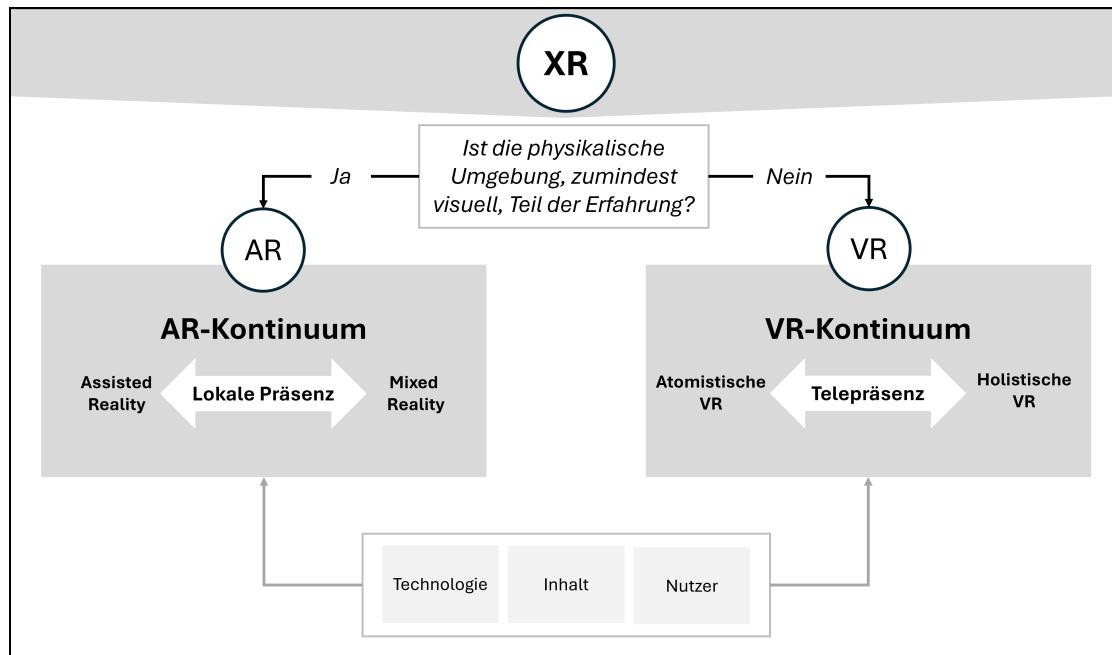 XR
Ist die physikalische
Umgebung, zumindest
visuell, Teil der Erfahrung?
Ja
Nein
AR
VR
AR-Kontinuum
Assisted
Reality
Lokale Präsenz
Mixed
Reality
VR-Kontinuum
Atomistische
VR
Telepräsenz
Holistische
VR
Technologie
Inhalt
Nutzer